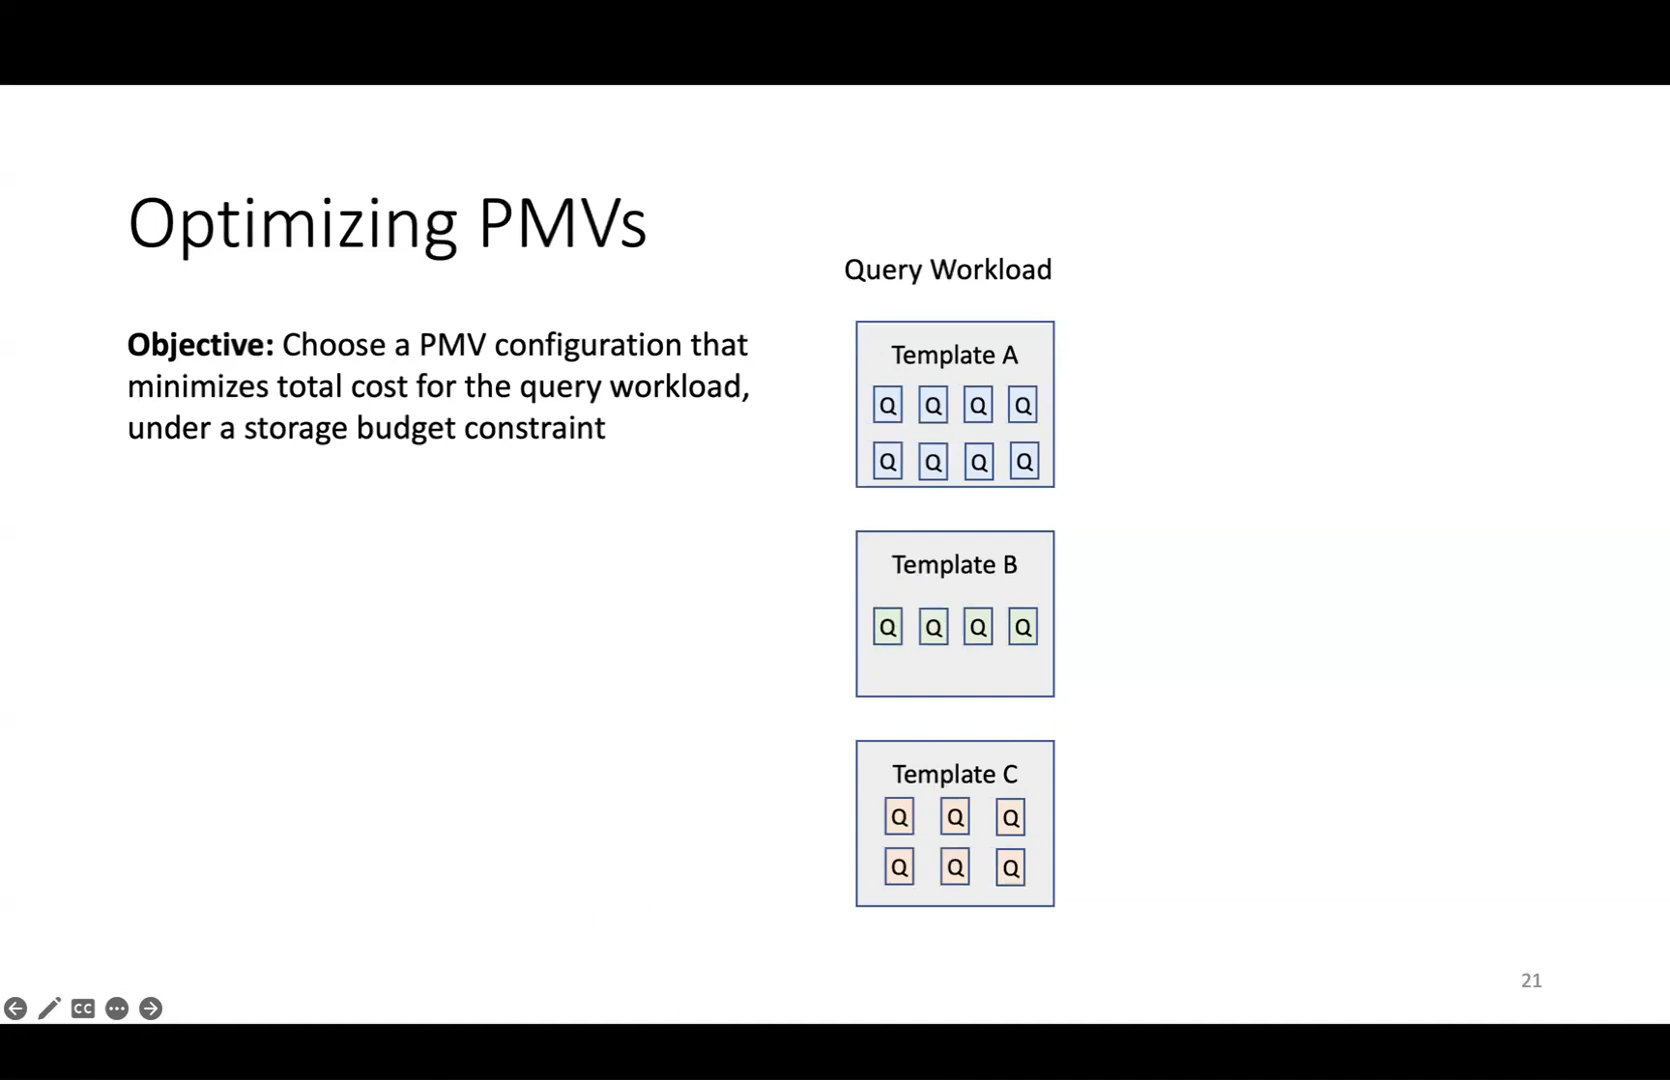 Optimizing PMVs
Objective: Choose a PMV configuration that
minimizes total cost for the query workload,
under a storage budget constraint
Query Workload
Template A
Q Q Q Q
Q Q Q Q
Template B
Q Q Q Q
Template C
Q Q Q
Q Q Q
21
CC